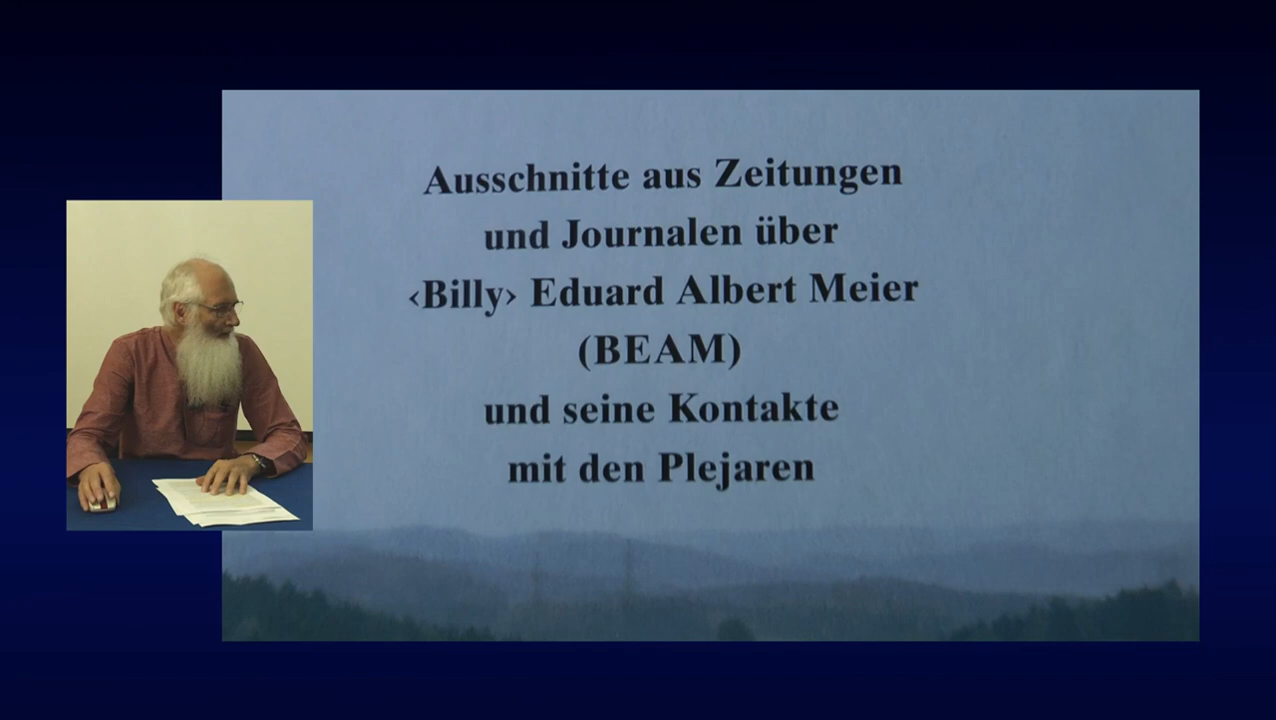 Ausschnitte aus Zeitungen
und Journalen über
‹Billy› Eduard Albert Meier
(BEAM)
und seine Kontakte
mit den Plejaren